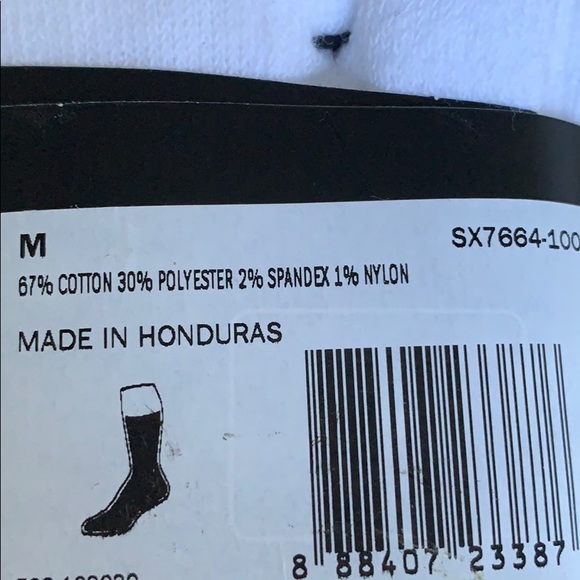 M
SX7664-100
67% COTTON 30% POLYESTER 2% SPANDEX 1% NYLON
MADE IN HONDURAS
8 88407 23387